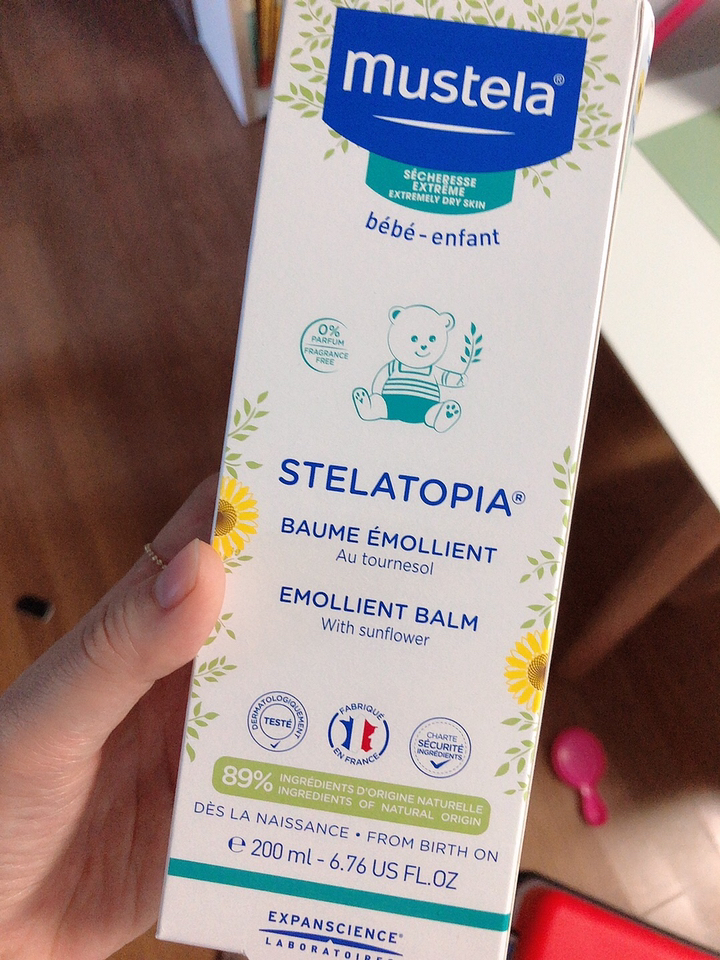 mustela®
SÉCHERESSE
EXTRÊME
EXTREMELY DRY SKIN
bébé-enfant
0%
PARFUM
FRAGRANCE
FREE
STELATOPIA®
BAUME ÉMOLLIENT
Au tournesol
EMOLLIENT BALM
With sunflower
DERMATOLOGIQUEMENT
TESTÉ
FABRIQUÉ
EN FRANCE
CHARTE
SÉCURITÉ
INGRÉDIENTS
89% INGRÉDIENTS D'ORIGINE NATURELLE
INGREDIENTS OF NATURAL ORIGIN
DÈS LA NAISSANCE • FROM BIRTH ON
℮ 200 ml - 6.76 US FL.OZ
EXPANSCIENCE®
LABORATOIRES